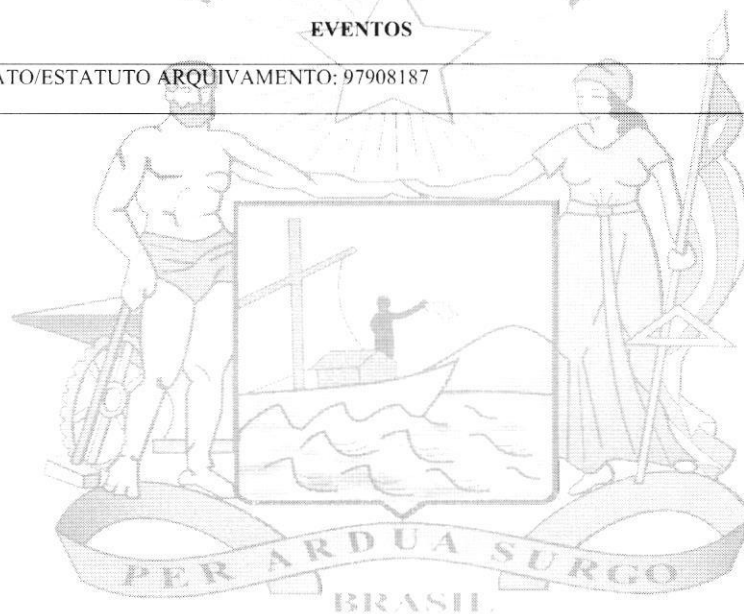 EVENTOS
ATO/ESTATUTO ARQUIVAMENTO: 97908187
PER ARDUA SURGO
BRASIL